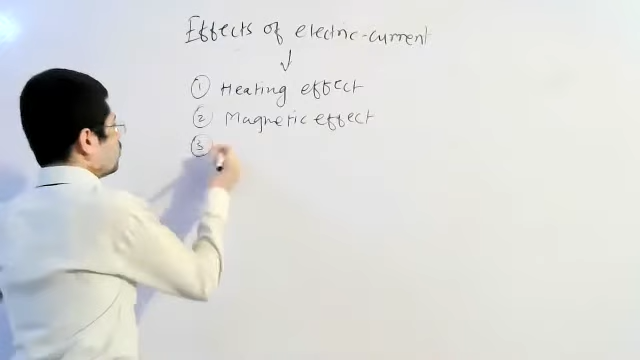 Effects of electric-current
① Heating effect
② Magnetic effect
③